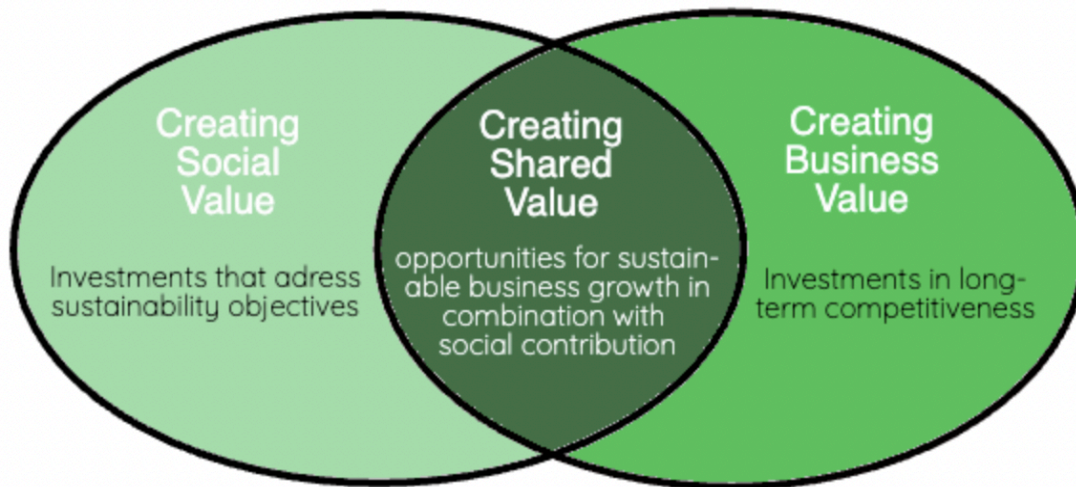 Creating
Social
Value
Investments that adress
sustainability objectives
Creating
Shared
Value
opportunities for sustain-
able business growth in
combination with
social contribution
Creating
Business
Value
Investments in long-
term competitiveness